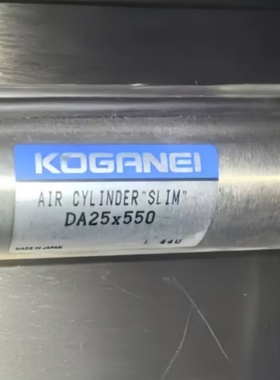 KOGANEI
AIR CYLINDER "SLIM"
DA25x550
MADE IN JAPAN